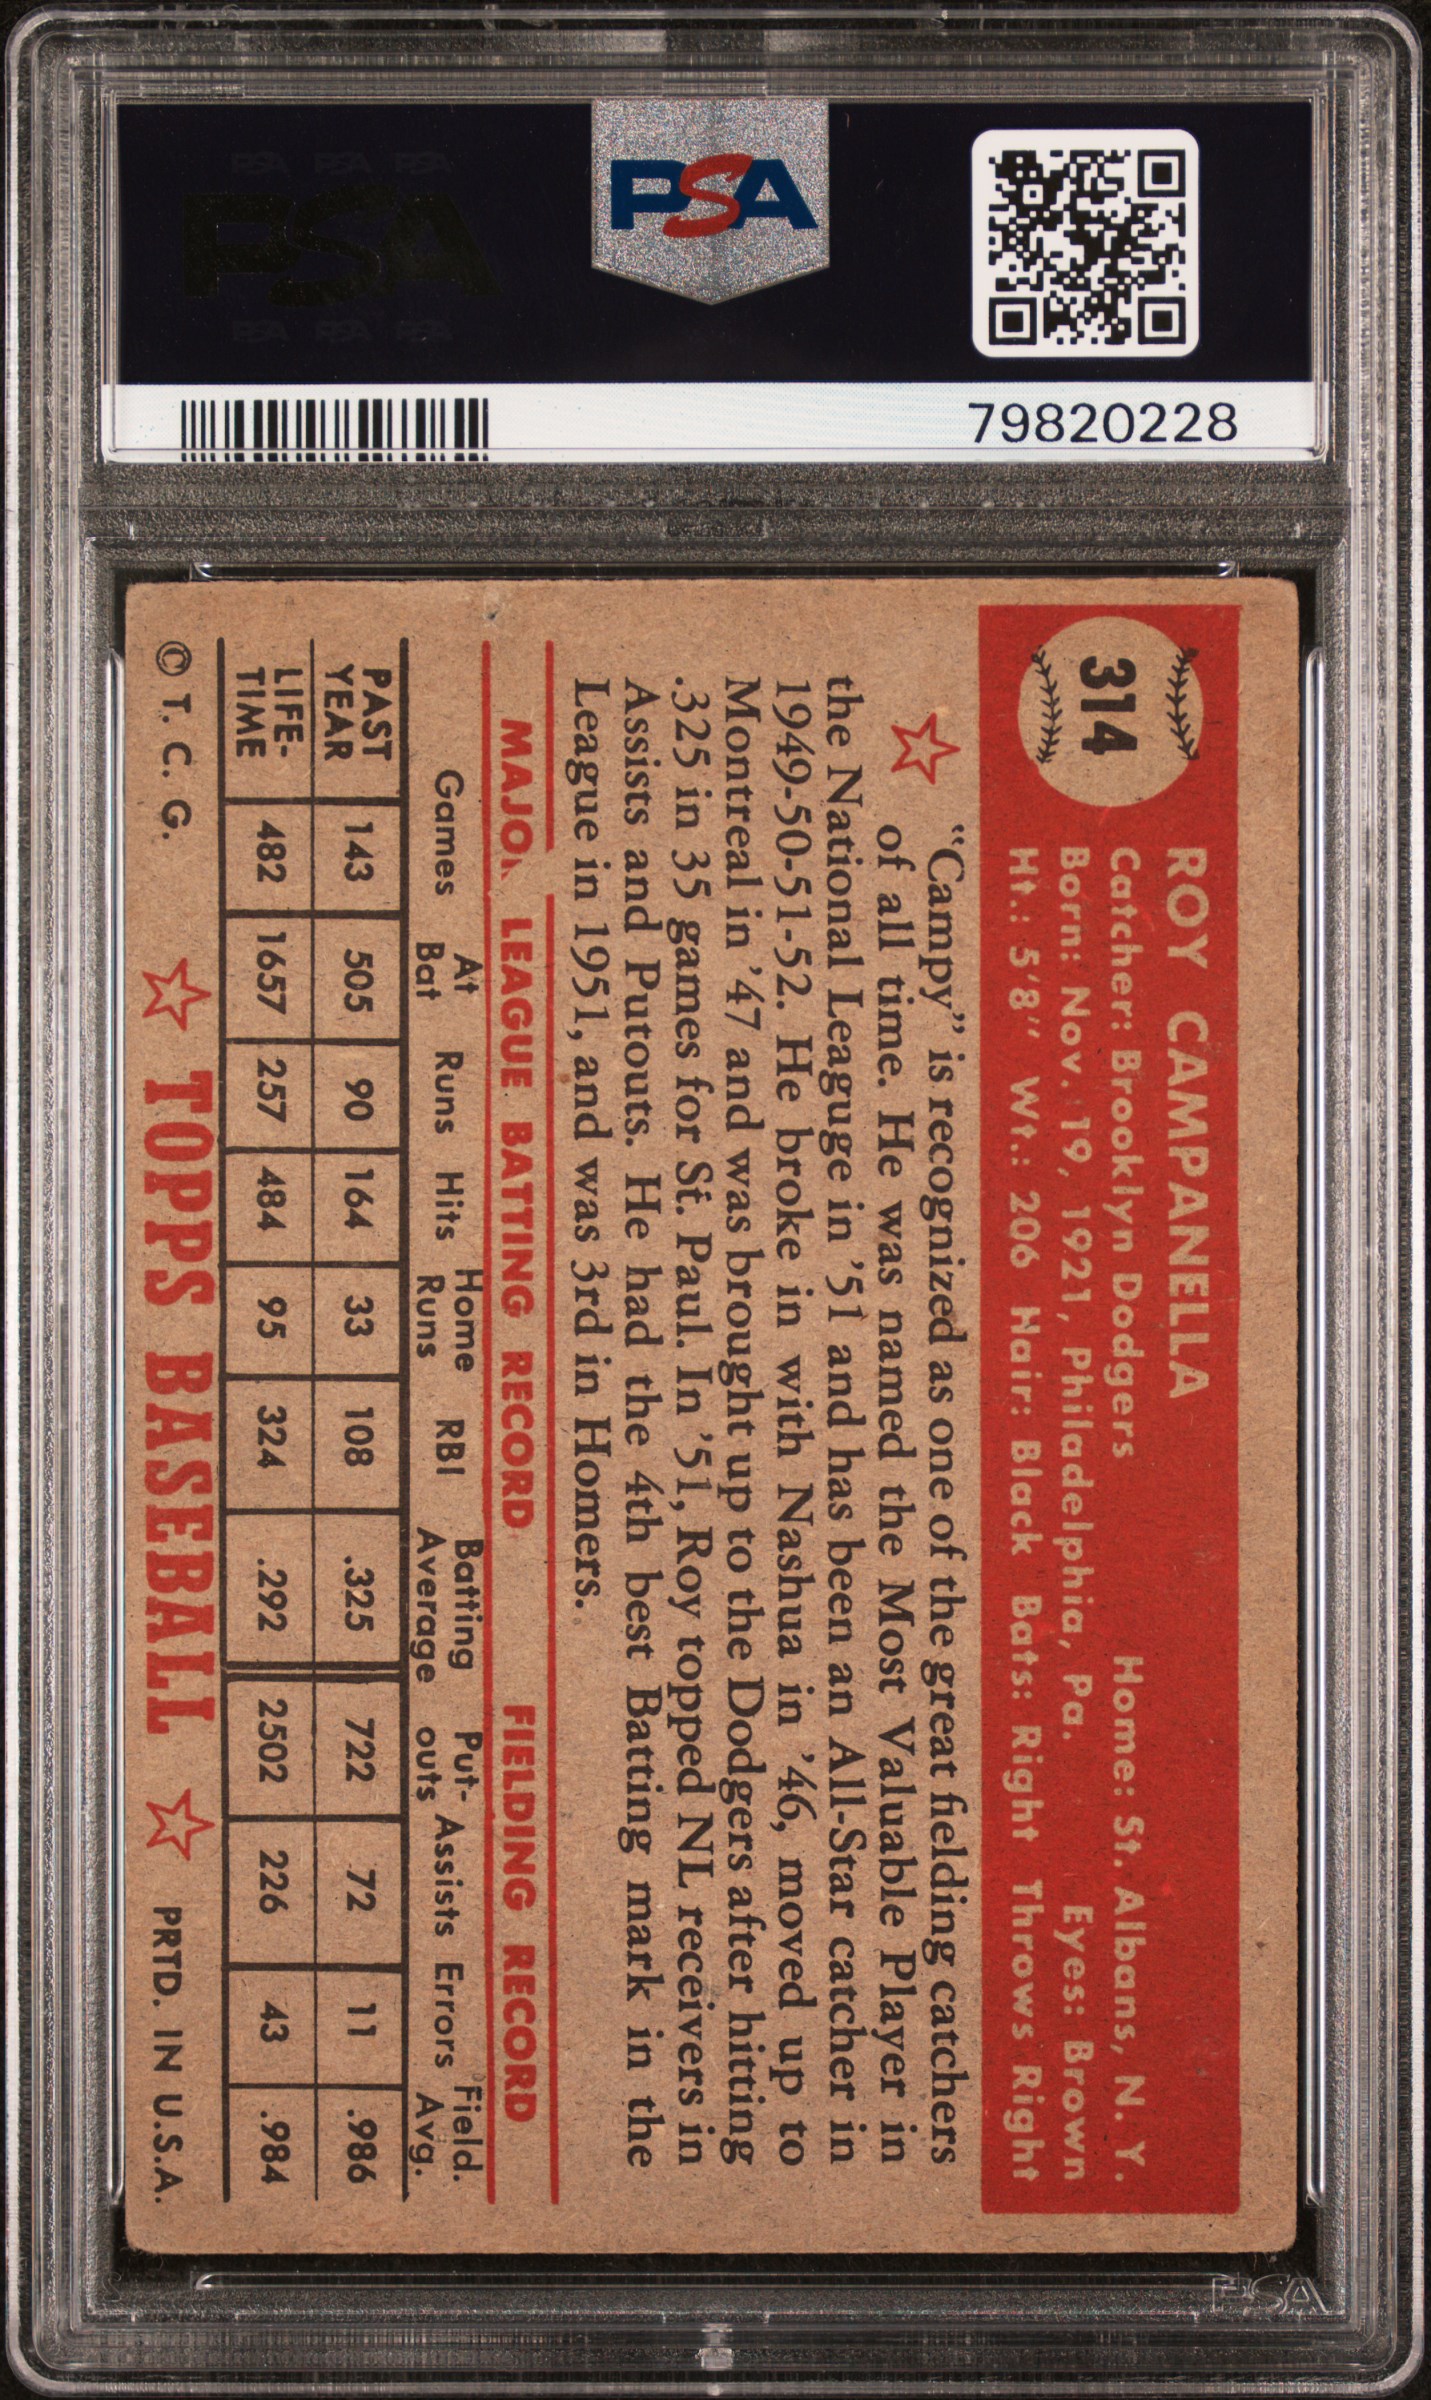 PSA
79820228
314
ROY CAMPANELLA
Catcher: Brooklyn Dodgers Home: St. Albans, N. Y.
Born: Nov. 19, 1921, Philadelphia, Pa. Eyes: Brown
Ht.: 5'8" Wt.: 206 Hair: Black Bats: Right Throws Right
"Campy" is recognized as one of the great fielding catchers
of all time. He was named the Most Valuable Player in
the National League in '51 and has been an All-Star catcher in
1949-50-51-52. He broke in with Nashua in '46, moved up to
Montreal in '47 and was brought up to the Dodgers after hitting
.325 in 35 games for St. Paul. In '51, Roy topped NL receivers in
Assists and Putouts. He had the 4th best Batting mark in the
League in 1951, and was 3rd in Homers.
MAJOR LEAGUE BATTING RECORD FIELDING RECORD
Games At Bat Runs Hits Home Runs RBI Batting Average Put-outs Assists Errors Field. Avg.
PAST YEAR 143 505 90 164 33 108 .325 722 72 11 .986
LIFE-TIME 482 1657 257 484 95 324 .292 2502 226 43 .984
© T. C. G. TOPPS BASEBALL PRTD. IN U.S.A.
PSA